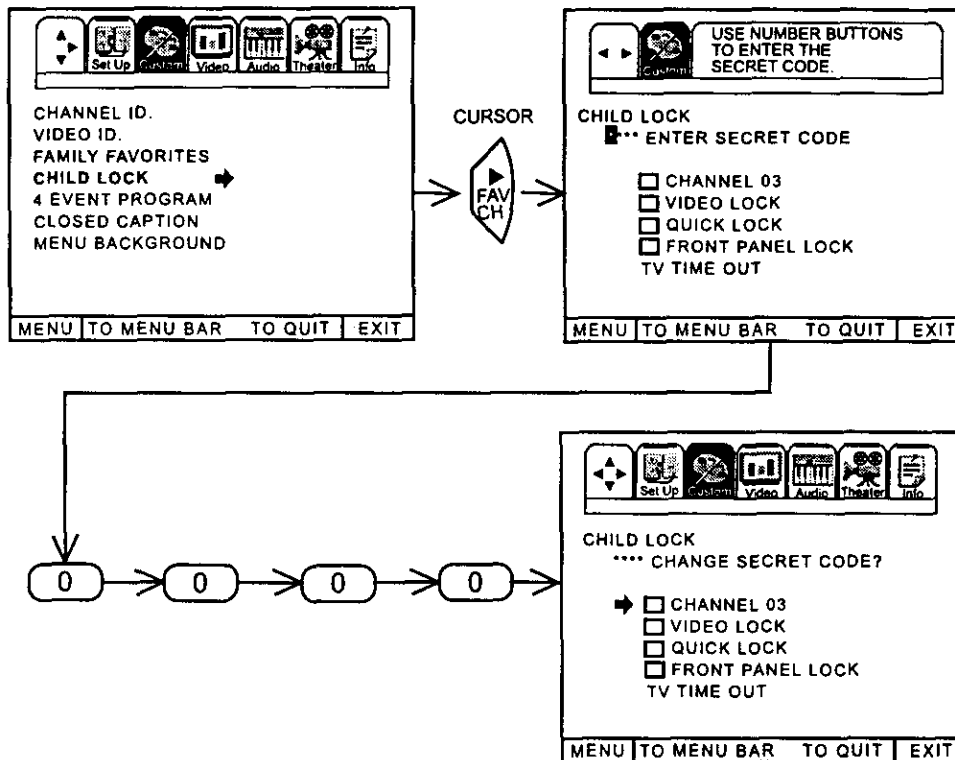 Set Up Custom Video Audio Theater Info
CHANNEL ID.
VIDEO ID.
FAMILY FAVORITES
CHILD LOCK
4 EVENT PROGRAM
CLOSED CAPTION
MENU BACKGROUND
MENU TO MENU BAR TO QUIT EXIT
CURSOR
FAV
CH
Custom
USE NUMBER BUTTONS
TO ENTER THE
SECRET CODE.
CHILD LOCK
*** ENTER SECRET CODE
CHANNEL 03
VIDEO LOCK
QUICK LOCK
FRONT PANEL LOCK
TV TIME OUT
MENU TO MENU BAR TO QUIT EXIT
0 0 0 0
Set Up Custom Video Audio Theater Info
CHILD LOCK
**** CHANGE SECRET CODE?
CHANNEL 03
VIDEO LOCK
QUICK LOCK
FRONT PANEL LOCK
TV TIME OUT
MENU TO MENU BAR TO QUIT EXIT